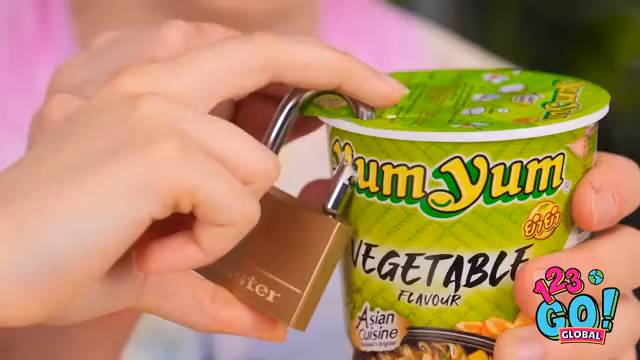 Yum Yum
ยำยำ
VEGETABLE
FLAVOUR
Asian
Cuisine
123
GO!
GLOBAL